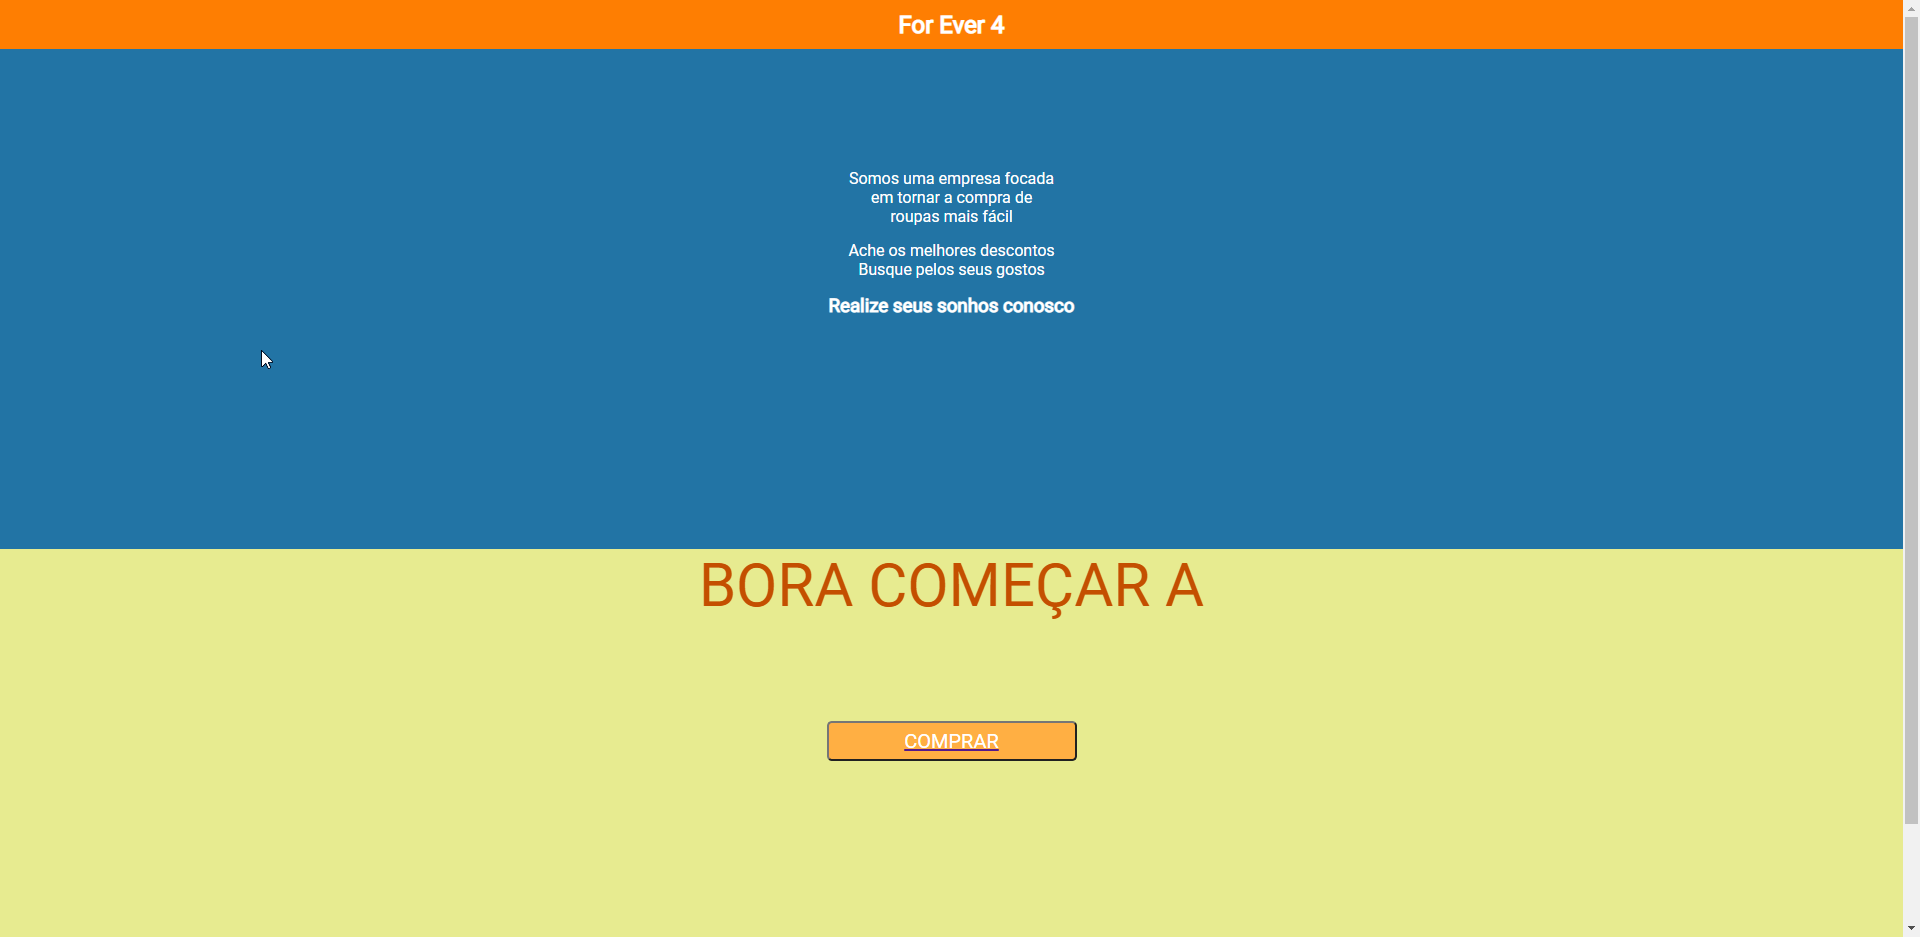 For Ever 4
Somos uma empresa focada
em tornar a compra de
roupas mais fácil
Ache os melhores descontos
Busque pelos seus gostos
Realize seus sonhos conosco
BORA COMEÇAR A
COMPRAR